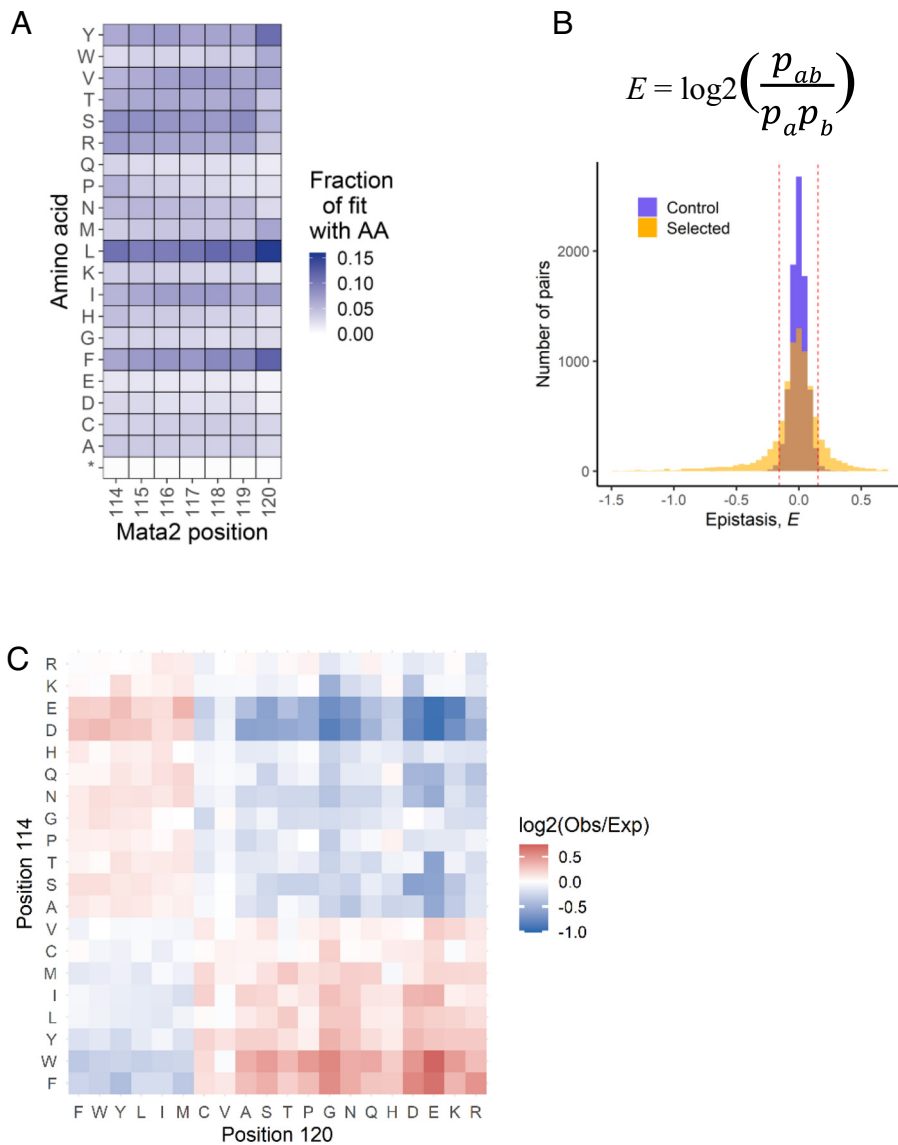 A
Y
W
V
T
S
R
Q
P
N
M
L
K
I
H
G
F
E
D
C
A
*
Amino acid
114 115 116 117 118 119 120
Mata2 position
Fraction
of fit
with AA
0.15
0.10
0.05
0.00
B
E = log2(p_ab / p_a p_b)
Control
Selected
Number of pairs
2000
1000
0
-1.5 -1.0 -0.5 0.0 0.5
Epistasis, E
C
R
K
E
D
H
Q
N
G
P
T
S
A
V
C
M
I
L
Y
W
F
Position 114
F W Y L I M C V A S T P G N Q H D E K R
Position 120
log2(Obs/Exp)
0.5
0.0
-0.5
-1.0